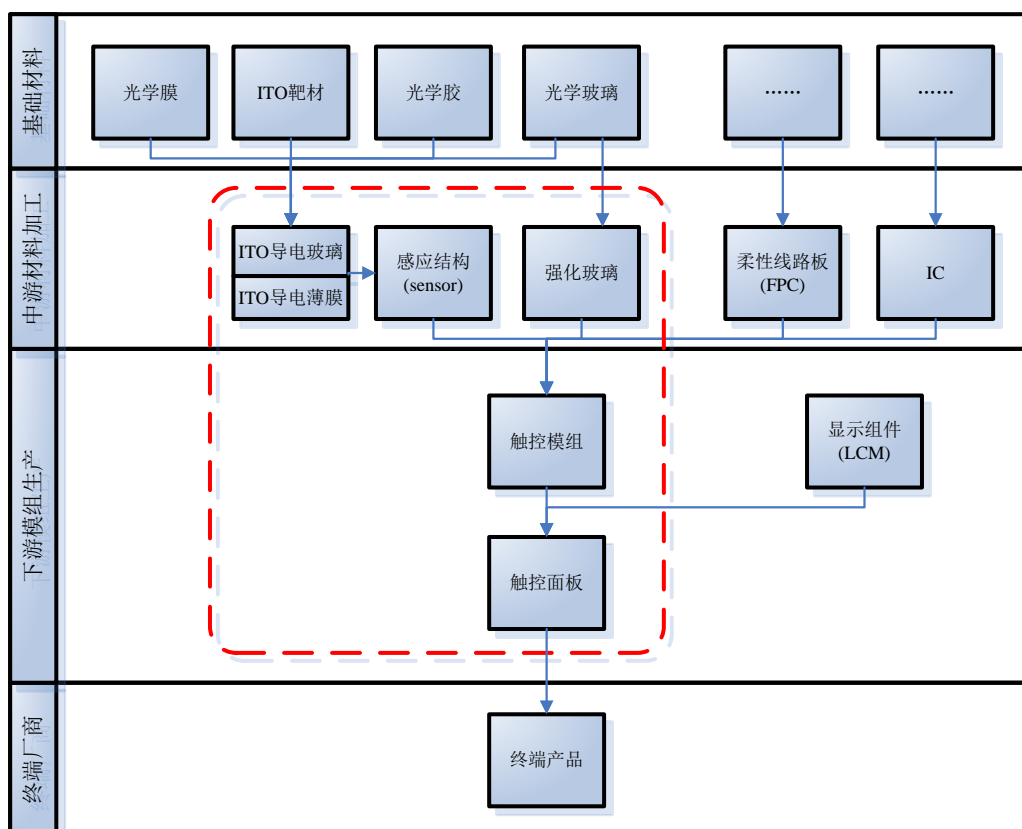 基础材料
光学膜
ITO靶材
光学胶
光学玻璃
……
……
中游材料加工
ITO导电玻璃
ITO导电薄膜
感应结构
(sensor)
强化玻璃
柔性线路板
(FPC)
IC
下游模组生产
触控模组
显示组件
(LCM)
触控面板
终端厂商
终端产品